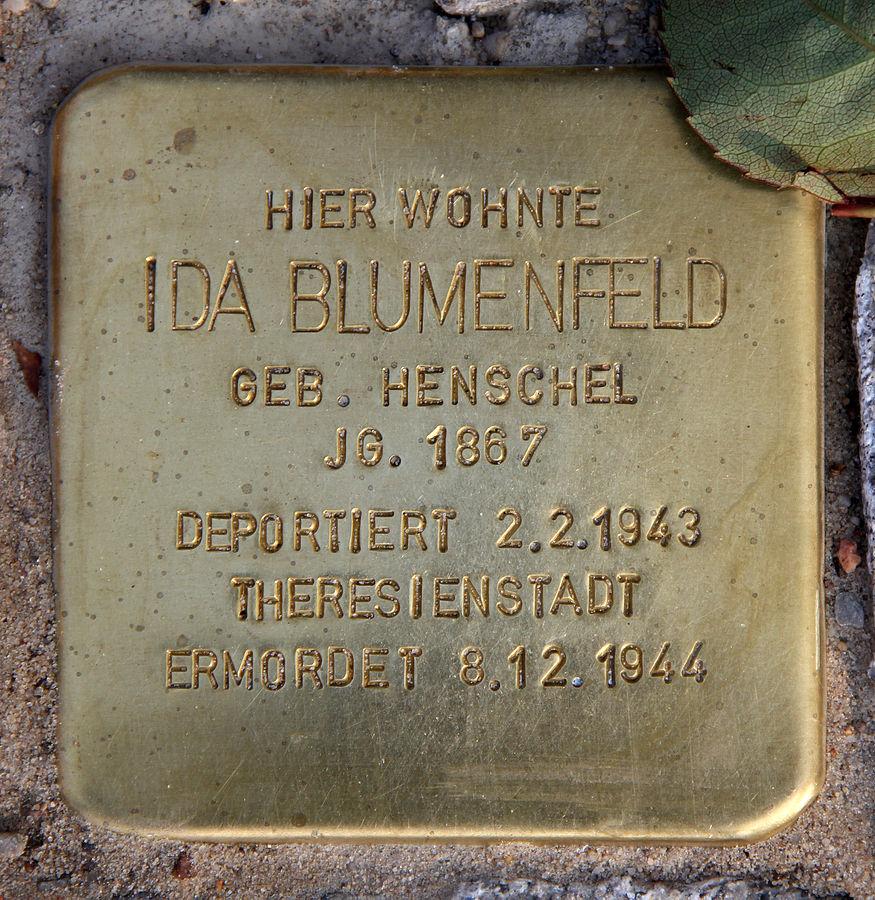 HIER WOHNTE
IDA BLUMENFELD
GEB. HENSCHEL
JG. 1867
DEPORTIERT 2.2.1943
THERESIENSTADT
ERMORDET 8.12.1944